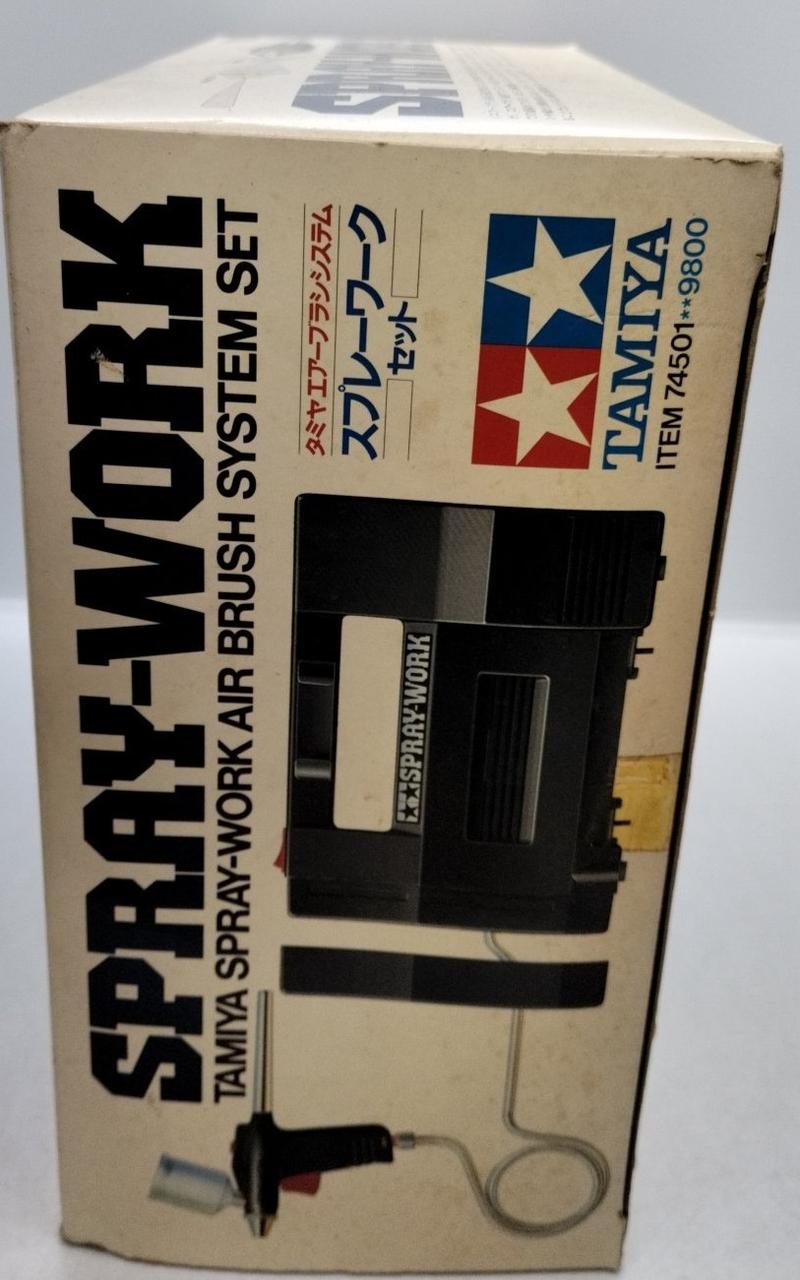 SPRAY-WORK
TAMIYA SPRAY-WORK AIR BRUSH SYSTEM SET
タミヤエアーブラシシステム
スプレーワーク
セット
TAMIYA
ITEM 74501**9800
SPRAY-WORK